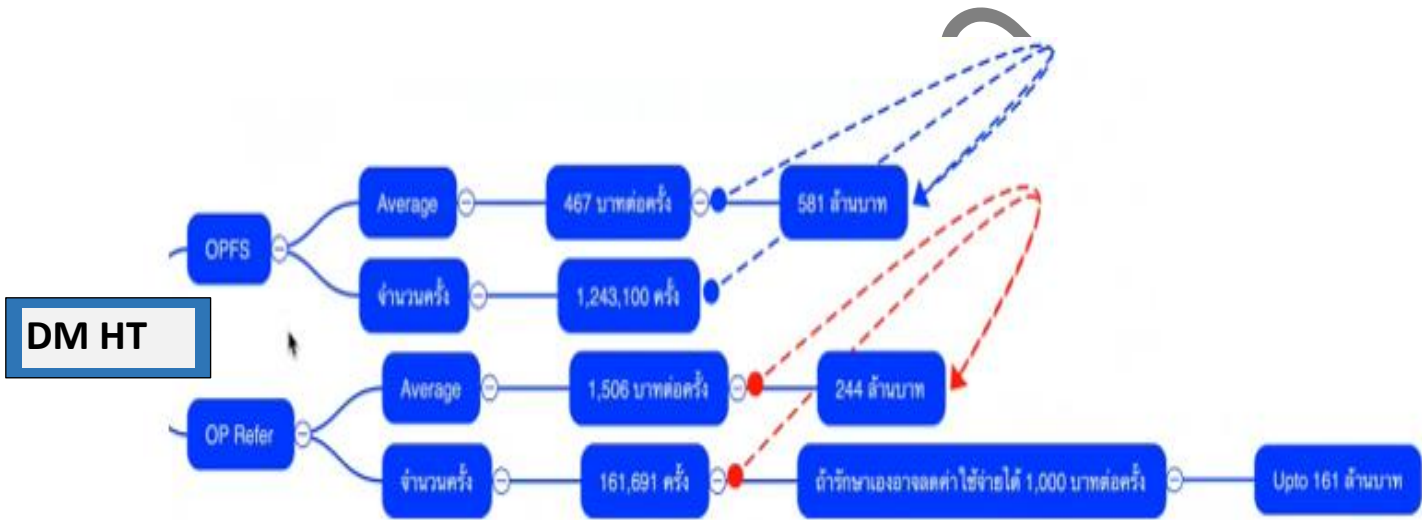 OPFS
Average
467 บาทต่อครั้ง
581 ล้านบาท
จำนวนครั้ง
1,243,100 ครั้ง
DM HT
OP Refer
Average
1,506 บาทต่อครั้ง
244 ล้านบาท
จำนวนครั้ง
161,691 ครั้ง
ถ้ารักษาเองอาจลดค่าใช้จ่ายได้ 1,000 บาทต่อครั้ง
Upto 161 ล้านบาท